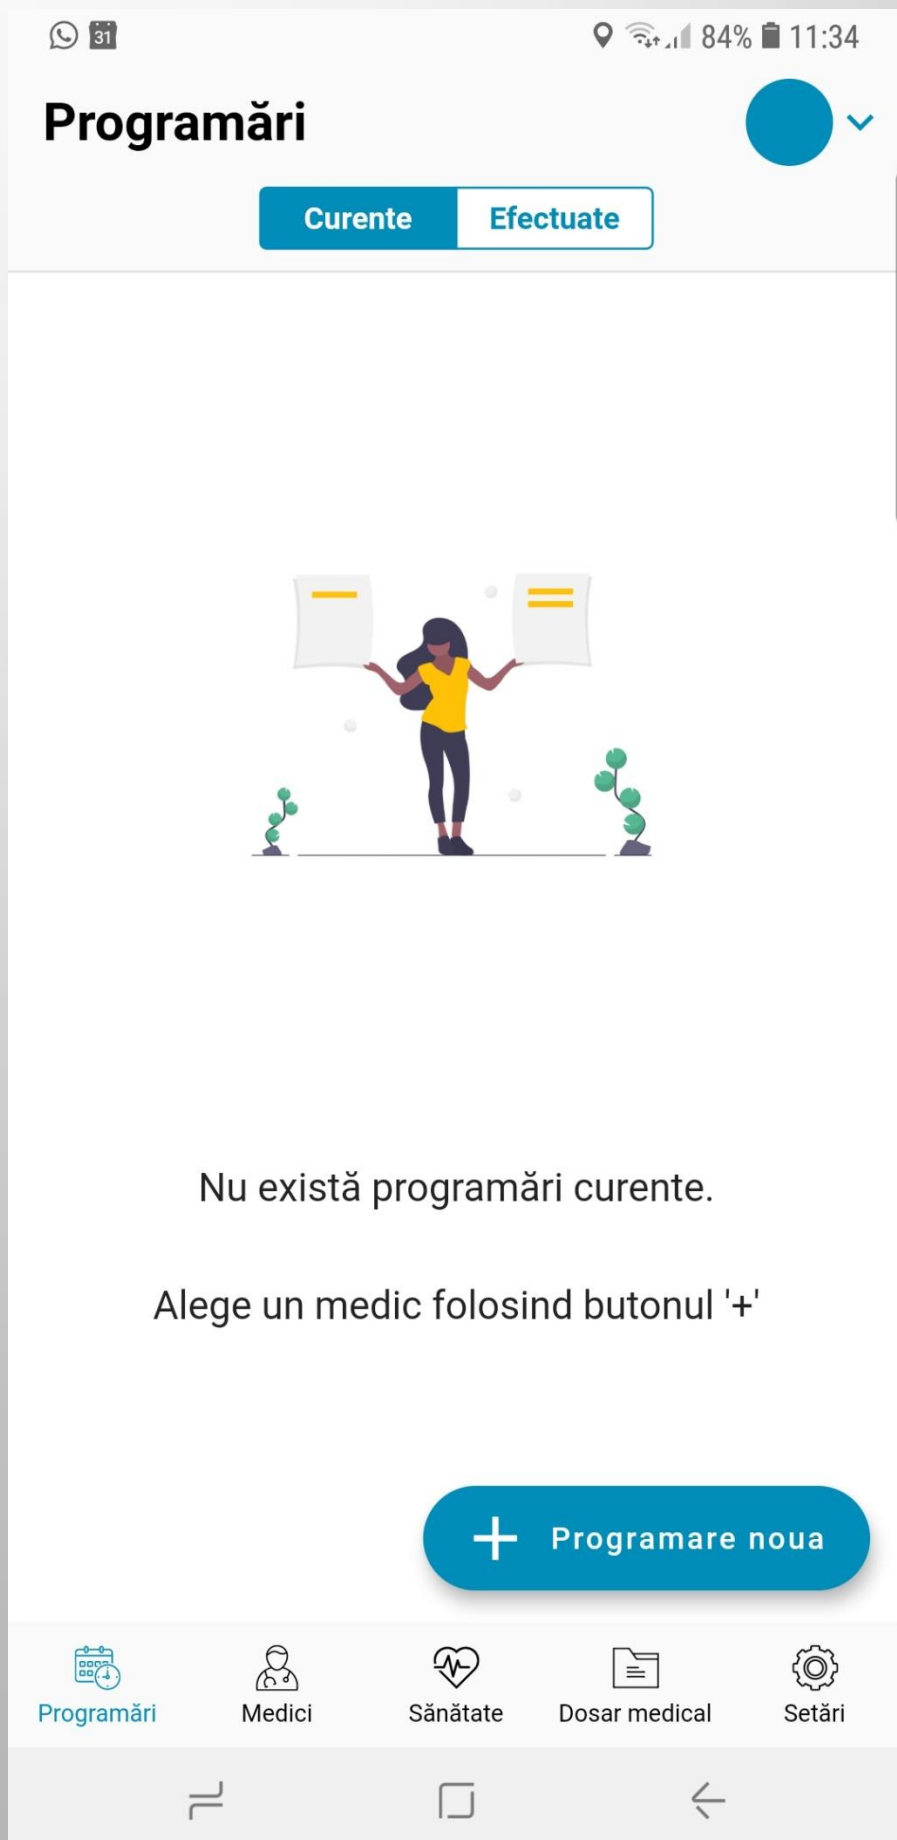 31
84% 11:34
Programări
Curente Efectuate
Nu există programări curente.
Alege un medic folosind butonul '+'
+ Programare noua
Programări Medici Sănătate Dosar medical Setări